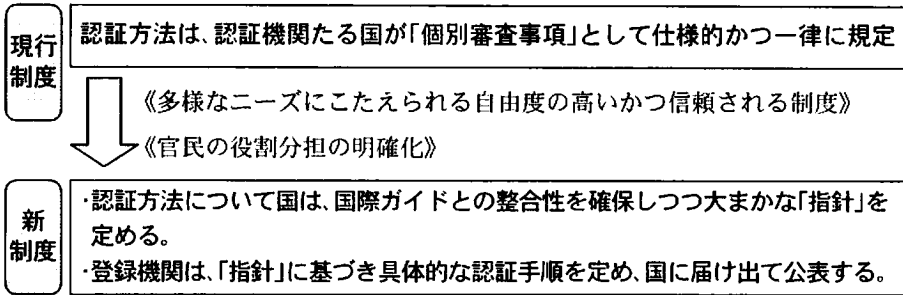 現行
制度
認証方法は、認証機関たる国が「個別審査事項」として仕様的かつ一律に規定
《多様なニーズにこたえられる自由度の高いかつ信頼される制度》
《官民の役割分担の明確化》
新
制度
・認証方法について国は、国際ガイドとの整合性を確保しつつ大まかな「指針」を
定める。
・登録機関は、「指針」に基づき具体的な認証手順を定め、国に届け出て公表する。